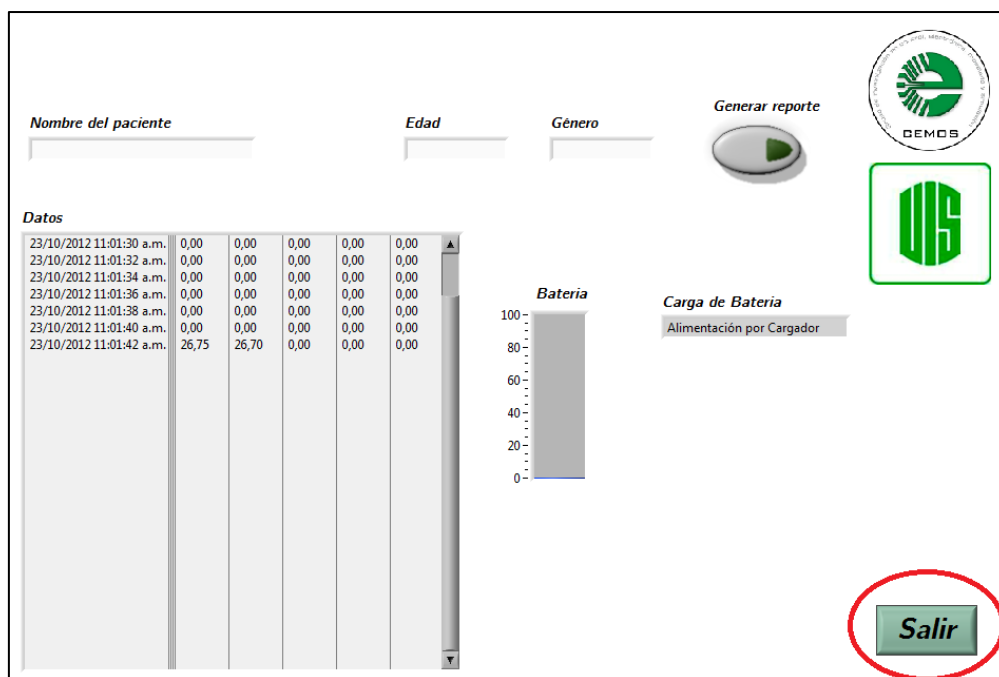 Generar reporte
Nombre del paciente Edad Género
CEMOS
UIS
Datos
23/10/2012 11:01:30 a.m. 0,00 0,00 0,00 0,00 0,00
23/10/2012 11:01:32 a.m. 0,00 0,00 0,00 0,00 0,00
23/10/2012 11:01:34 a.m. 0,00 0,00 0,00 0,00 0,00
23/10/2012 11:01:36 a.m. 0,00 0,00 0,00 0,00 0,00
23/10/2012 11:01:38 a.m. 0,00 0,00 0,00 0,00 0,00
23/10/2012 11:01:40 a.m. 0,00 0,00 0,00 0,00 0,00
23/10/2012 11:01:42 a.m. 26,75 26,70 0,00 0,00 0,00
Bateria
100
80
60
40
20
0
Carga de Bateria
Alimentación por Cargador
Salir